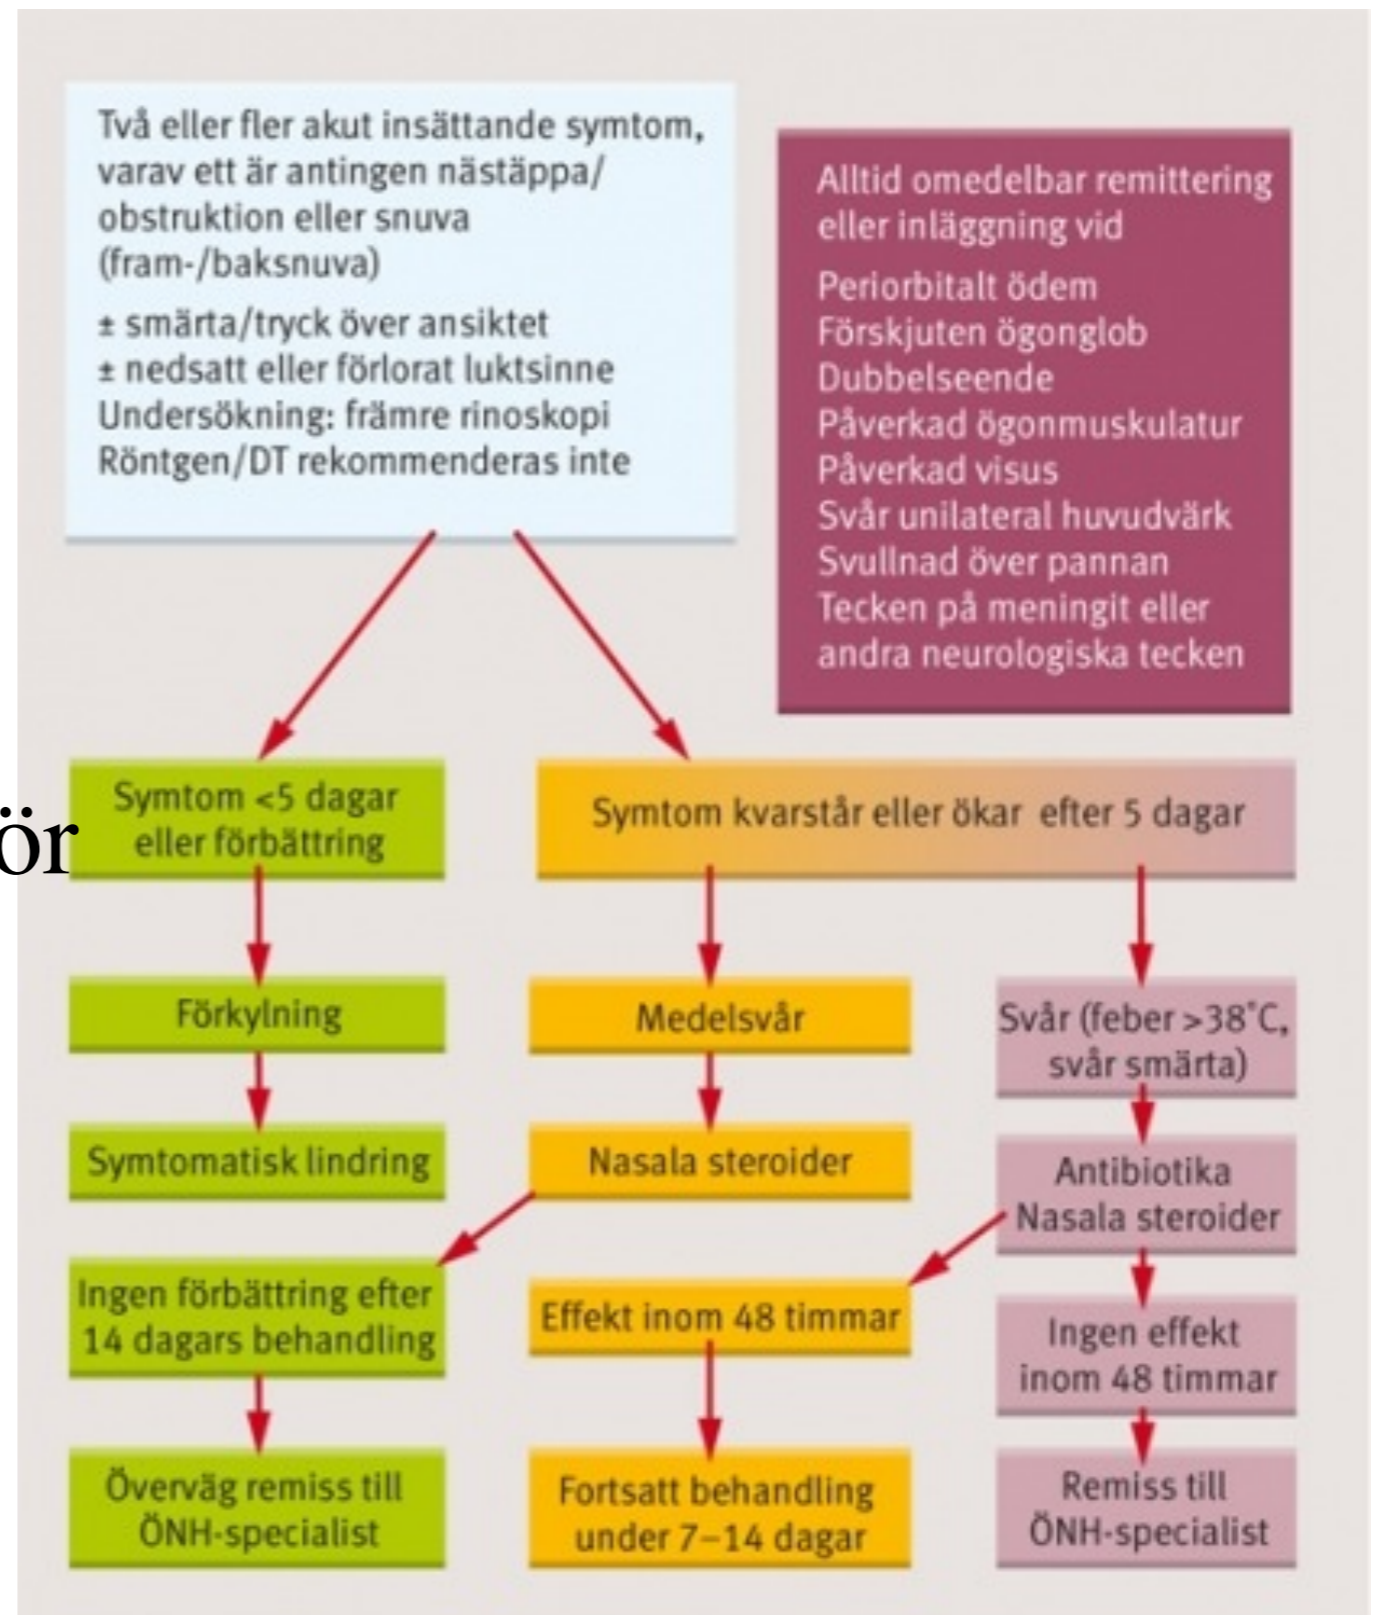 Två eller fler akut insättande symtom,
varav ett är antingen nästäppa/
obstruktion eller snuva
(fram-/baksnuva)
± smärta/tryck över ansiktet
± nedsatt eller förlorat luktsinne
Undersökning: främre rinoskopi
Röntgen/DT rekommenderas inte
Alltid omedelbar remittering
eller inläggning vid
Periorbitalt ödem
Förskjuten ögonglob
Dubbelseende
Påverkad ögonmuskulatur
Påverkad visus
Svår unilateral huvudvärk
Svullnad över pannan
Tecken på meningit eller
andra neurologiska tecken
ör
Symtom <5 dagar
eller förbättring
Symtom kvarstår eller ökar efter 5 dagar
Förkylning
Symtomatisk lindring
Medelsvår
Nasala steroider
Svår (feber >38°C,
svår smärta)
Antibiotika
Nasala steroider
Ingen förbättring efter
14 dagars behandling
Effekt inom 48 timmar
Ingen effekt
inom 48 timmar
Överväg remiss till
ÖNH-specialist
Fortsatt behandling
under 7–14 dagar
Remiss till
ÖNH-specialist